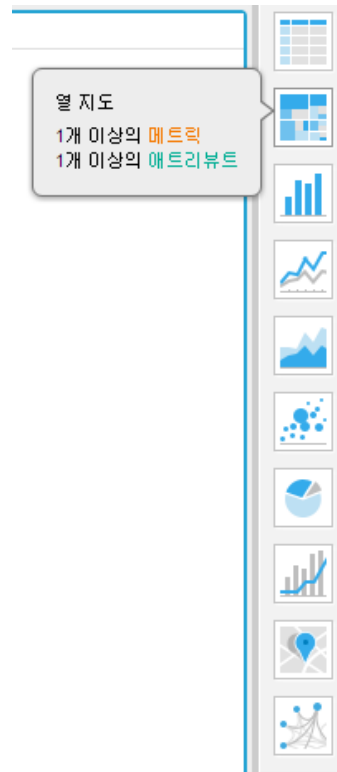 열 지도
1개 이상의 메트릭
1개 이상의 애트리뷰트